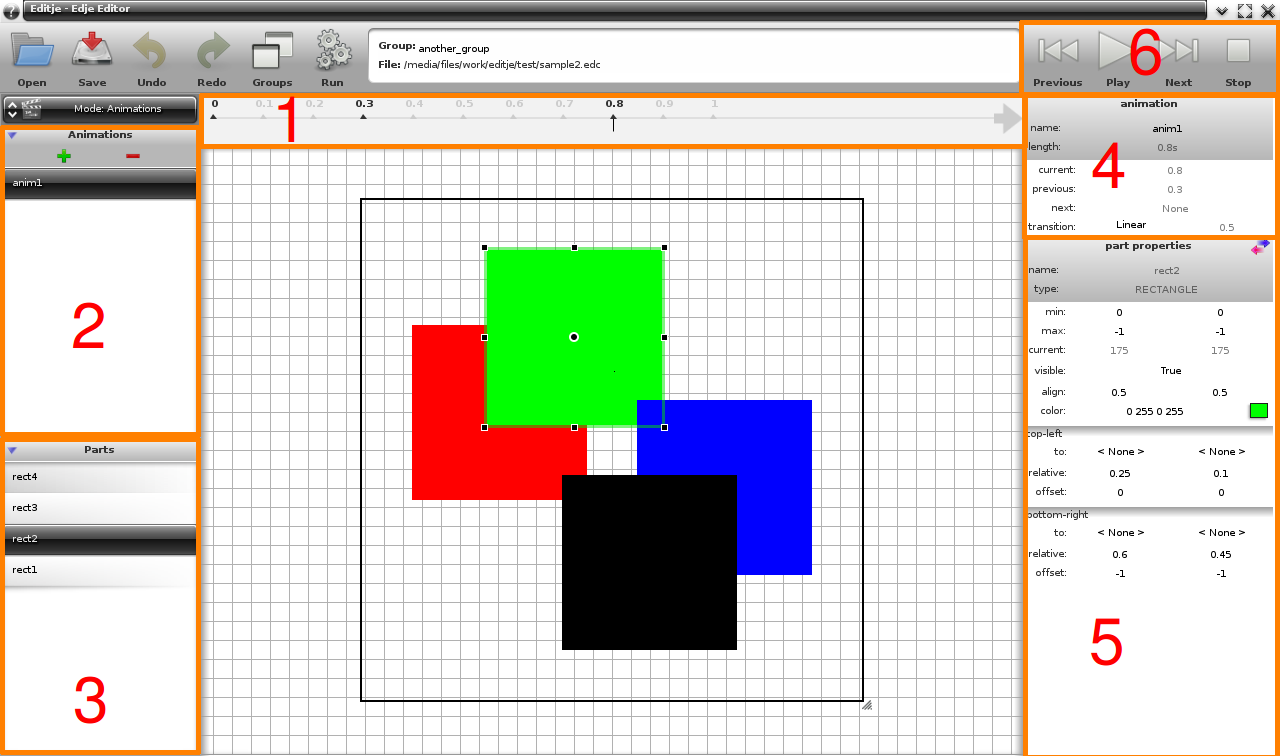 Editje - Edje Editor
Open Save Undo Redo Groups Run
Group: another_group
File: /media/files/work/editje/test/sample2.edc
6
Previous Play Next Stop
Mode: Animations
0 0.1 0.2 0.3 0.4 0.5 0.6 0.7 0.8 0.9 1
1
Animations
anim1
2
Parts
rect4
rect3
rect2
rect1
3
animation
name: anim1
length: 0.8s
4
current: 0.8
previous: 0.3
next: None
transition: Linear 0.5
part properties
name: rect2
type: RECTANGLE
min: 0 0
max: -1 -1
current: 175 175
visible: True
align: 0.5 0.5
color: 0 255 0 255
top-left
to: < None > < None >
relative: 0.25 0.1
offset: 0 0
bottom-right
to: < None > < None >
relative: 0.6 0.45
offset: -1 -1
5